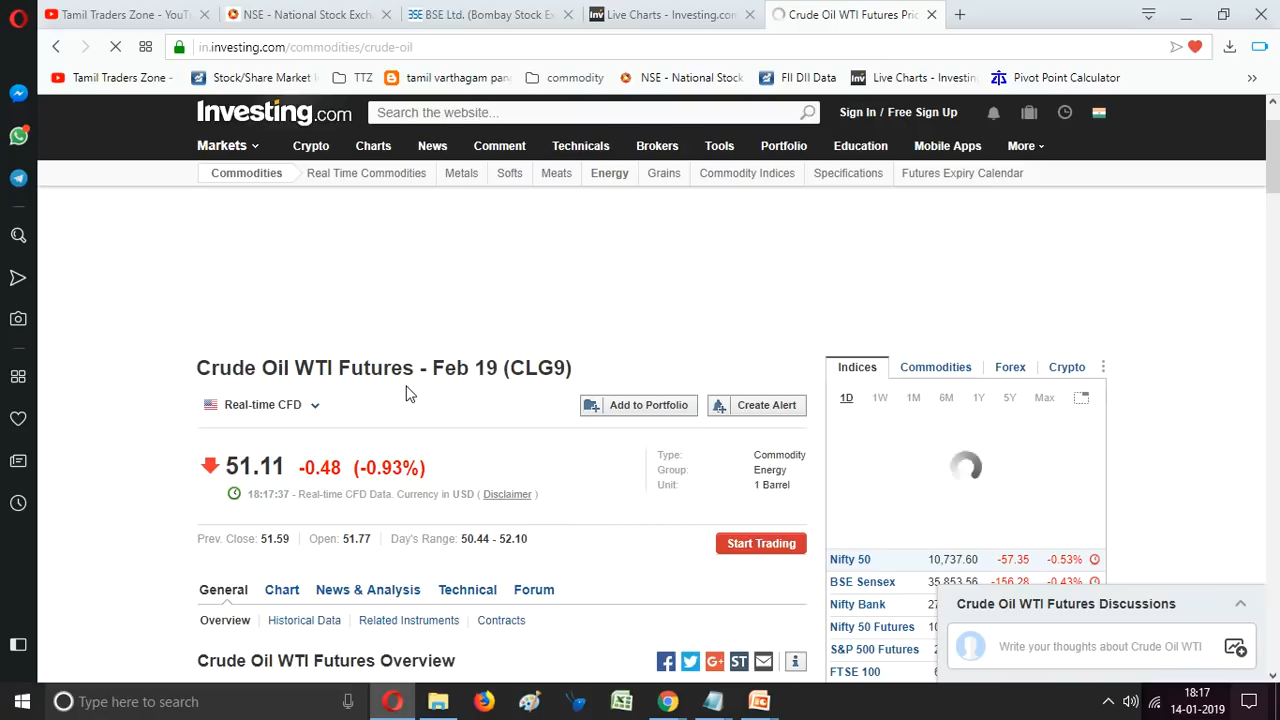 Tamil Traders Zone - YouT
NSE - National Stock Exch
BSE Ltd. (Bombay Stock Ex
Live Charts - Investing.com
Crude Oil WTI Futures Pric
in.investing.com/commodities/crude-oil
Tamil Traders Zone -
Stock/Share Market
TTZ
tamil varthagam pan
commodity
NSE - National Stock
FII DII Data
Live Charts - Investin
Pivot Point Calculator
Investing.com
Search the website...
Sign In / Free Sign Up
Markets Crypto Charts News Comment Technicals Brokers Tools Portfolio Education Mobile Apps More
Commodities Real Time Commodities Metals Softs Meats Energy Grains Commodity Indices Specifications Futures Expiry Calendar
Crude Oil WTI Futures - Feb 19 (CLG9)
Real-time CFD
Add to Portfolio
Create Alert
51.11 -0.48 (-0.93%)
18:17:37 - Real-time CFD Data. Currency in USD ( Disclaimer )
Type: Commodity
Group: Energy
Unit: 1 Barrel
Prev. Close: 51.59 Open: 51.77 Day's Range: 50.44 - 52.10
Start Trading
General Chart News & Analysis Technical Forum
Overview Historical Data Related Instruments Contracts
Crude Oil WTI Futures Overview
Indices Commodities Forex Crypto
1D 1W 1M 6M 1Y 5Y Max
Nifty 50 10,737.60 -57.35 -0.53%
BSE Sensex 35,853.56 -156.28 -0.43%
Nifty Bank
Nifty 50 Futures
S&P 500 Futures
FTSE 100
Crude Oil WTI Futures Discussions
Write your thoughts about Crude Oil WTI
Type here to search
18:17
14-01-2019